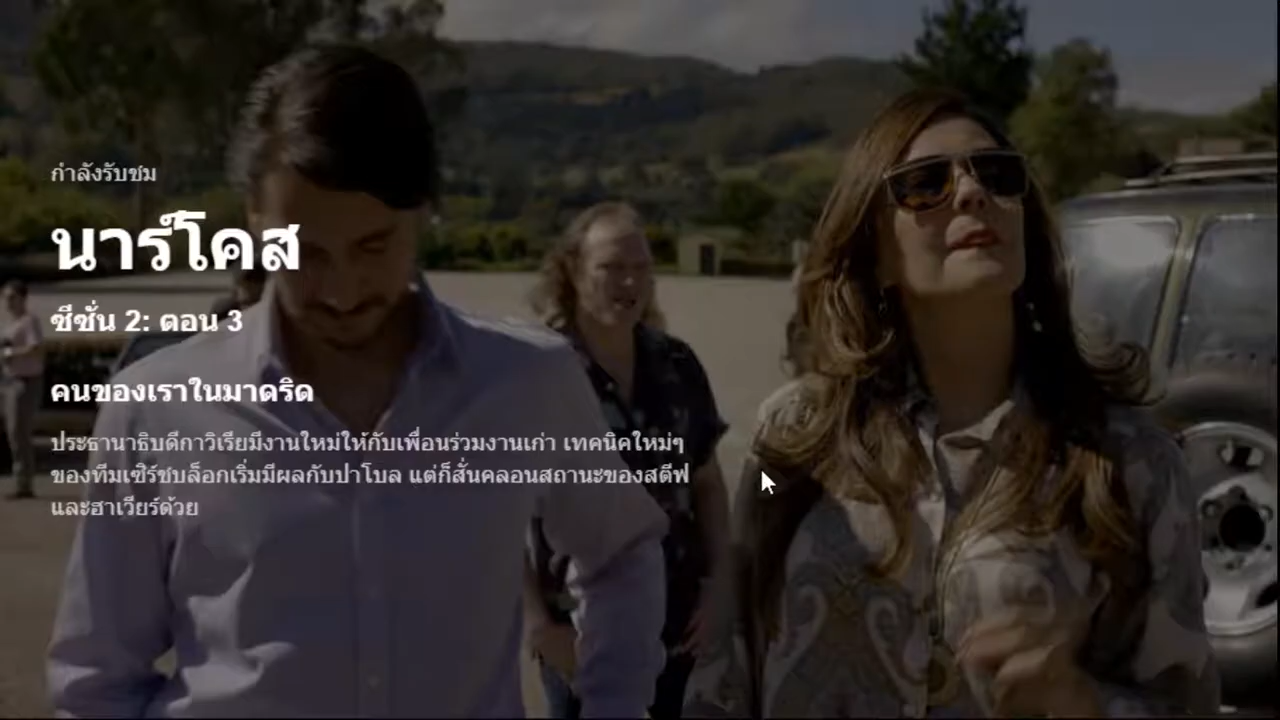 กำลังรับชม
นาร์โคส
ซีซั่น 2: ตอน 3
คนของเราในมาดริด
ประธานาธิบดีกาวิเรียมีงานใหม่ให้กับเพื่อนร่วมงานเก่า เทคนิคใหม่ๆ
ของทีมเซิร์ชบล็อกเริ่มมีผลกับปาโบล แต่ก็สั่นคลอนสถานะของสตีฟ
และฮาเวียร์ด้วย